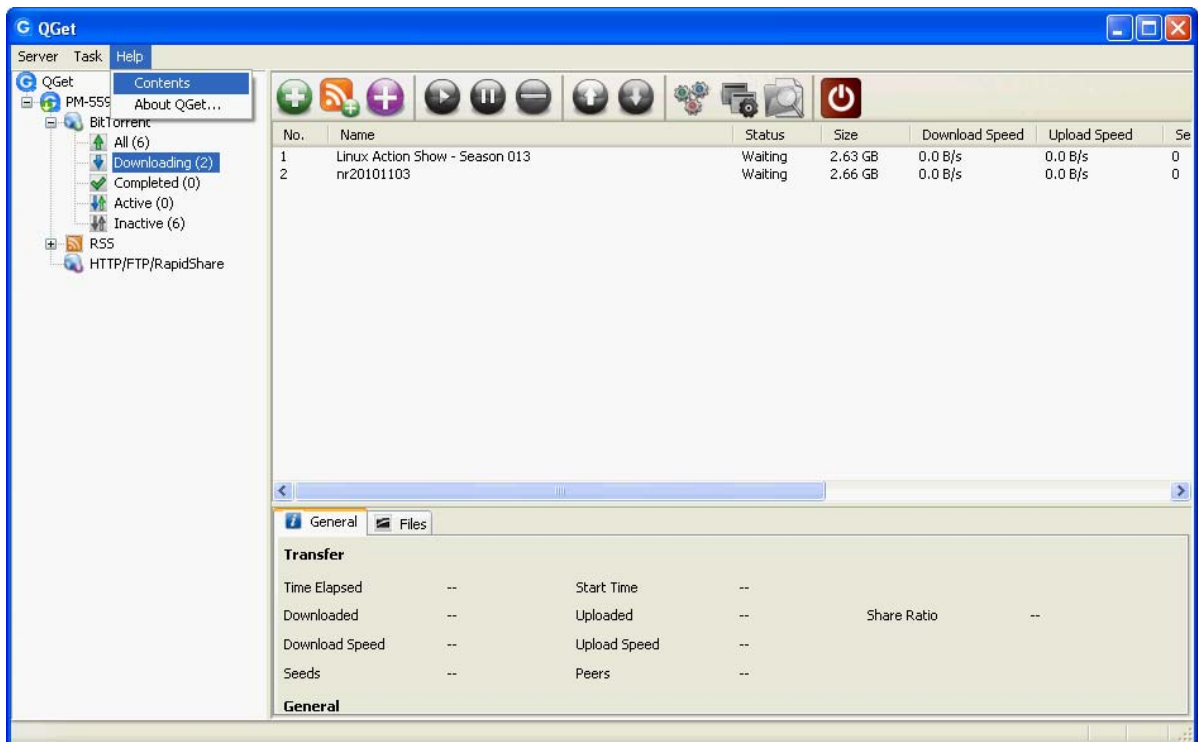 QGet
Server Task Help
Contents
About QGet...
QGet
PM-559
BitTorrent
All (6)
Downloading (2)
Completed (0)
Active (0)
Inactive (6)
RSS
HTTP/FTP/RapidShare
No. Name Status Size Download Speed Upload Speed Se
1 Linux Action Show - Season 013 Waiting 2.63 GB 0.0 B/s 0.0 B/s 0
2 nr20101103 Waiting 2.66 GB 0.0 B/s 0.0 B/s 0
General Files
Transfer
Time Elapsed -- Start Time --
Downloaded -- Uploaded -- Share Ratio --
Download Speed -- Upload Speed --
Seeds -- Peers --
General